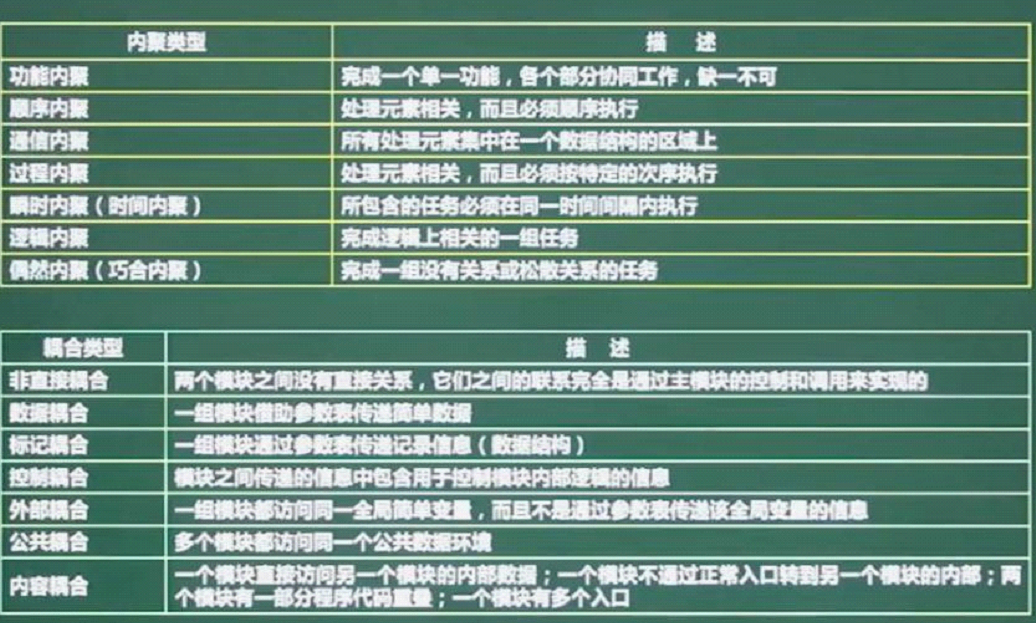 内聚类型 描 述
功能内聚 完成一个单一功能，各个部分协同工作，缺一不可
顺序内聚 处理元素相关，而且必须顺序执行
通信内聚 所有处理元素集中在一个数据结构的区域上
过程内聚 处理元素相关，而且必须按特定的次序执行
瞬时内聚（时间内聚） 所包含的任务必须在同一时间间隔内执行
逻辑内聚 完成逻辑上相关的一组任务
偶然内聚（巧合内聚） 完成一组没有关系或松散关系的任务
耦合类型 描 述
非直接耦合 两个模块之间没有直接关系，它们之间的联系完全是通过主模块的控制和调用来实现的
数据耦合 一组模块借助参数表传递简单数据
标记耦合 一组模块通过参数表传递记录信息（数据结构）
控制耦合 模块之间传递的信息中包含用于控制模块内部逻辑的信息
外部耦合 一组模块都访问同一全局简单变量，而且不是通过参数表传递该全局变量的信息
公共耦合 多个模块都访问同一个公共数据环境
内容耦合 一个模块直接访问另一个模块的内部数据；一个模块不通过正常入口转到另一个模块的内部；两
个模块有一部分程序代码重叠；一个模块有多个入口